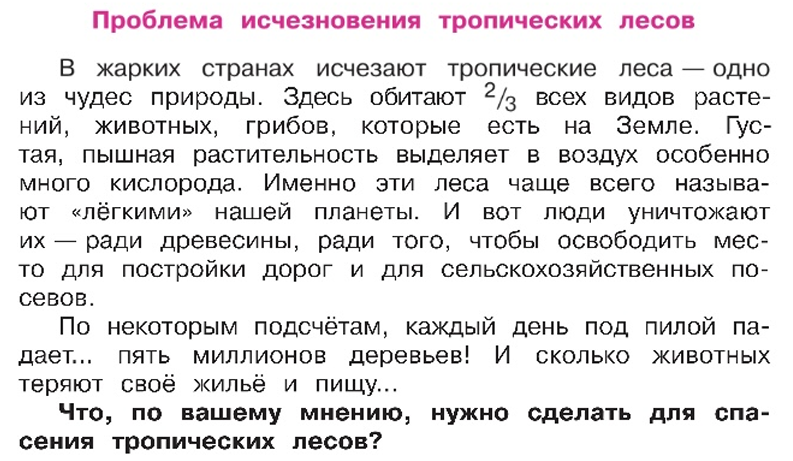 Проблема исчезновения тропических лесов
В жарких странах исчезают тропические леса — одно
из чудес природы. Здесь обитают 2/3 всех видов расте-
ний, животных, грибов, которые есть на Земле. Гус-
тая, пышная растительность выделяет в воздух особенно
много кислорода. Именно эти леса чаще всего называ-
ют «лёгкими» нашей планеты. И вот люди уничтожают
их — ради древесины, ради того, чтобы освободить мес-
то для постройки дорог и для сельскохозяйственных по-
севов.
По некоторым подсчётам, каждый день под пилой па-
дает... пять миллионов деревьев! И сколько животных
теряют своё жильё и пищу...
Что, по вашему мнению, нужно сделать для спа-
сения тропических лесов?